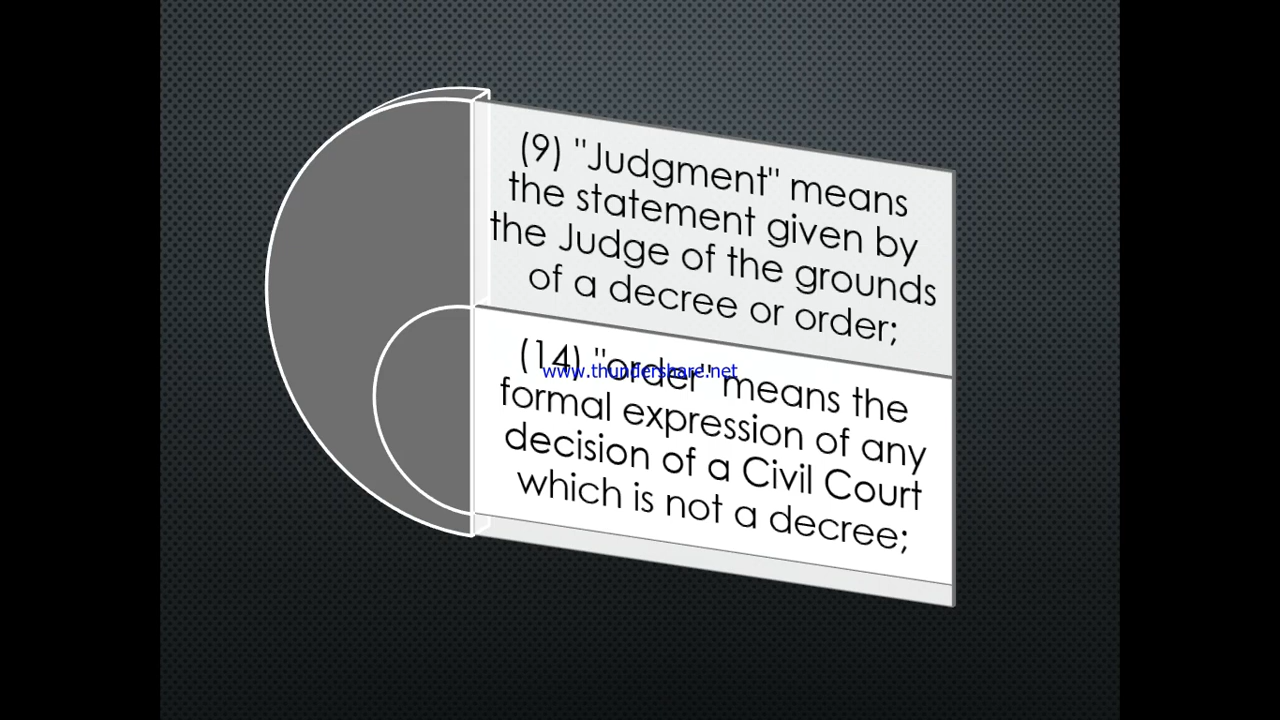 (9) "Judgment" means
the statement given by
the Judge of the grounds
of a decree or order;
(14) "order" means the
www.thundershare.net
formal expression of any
decision of a Civil Court
which is not a decree;